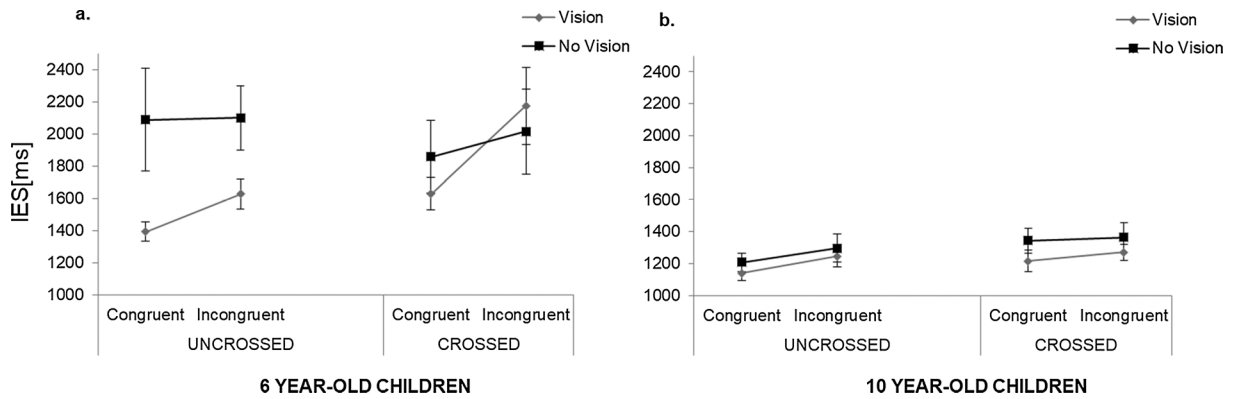 a.
Vision
No Vision
IES[ms]
2400
2200
2000
1800
1600
1400
1200
1000
Congruent Incongruent Congruent Incongruent
UNCROSSED CROSSED
6 YEAR-OLD CHILDREN
b.
Vision
No Vision
2400
2200
2000
1800
1600
1400
1200
1000
Congruent Incongruent Congruent Incongruent
UNCROSSED CROSSED
10 YEAR-OLD CHILDREN